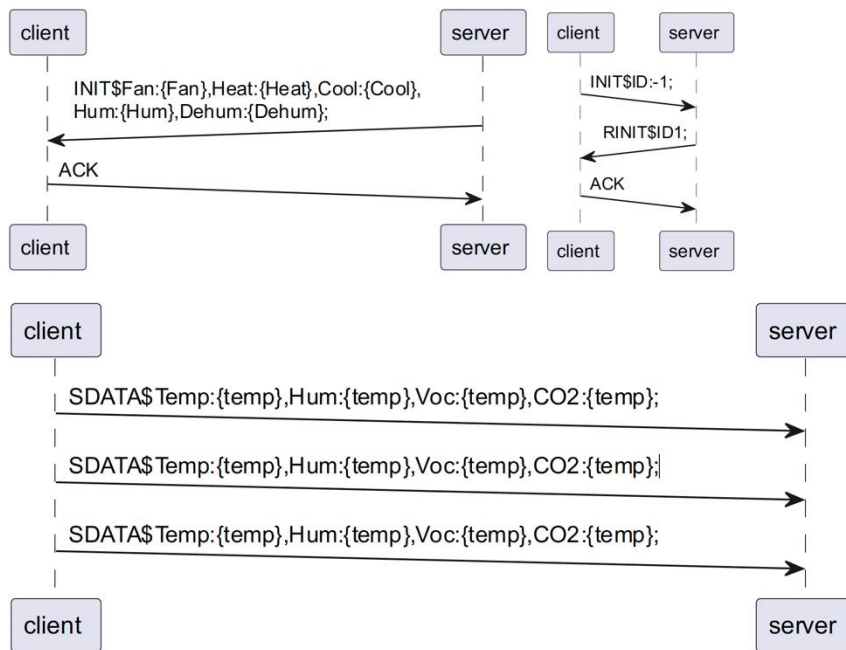 client
server
INIT$Fan:{Fan},Heat:{Heat},Cool:{Cool},
Hum:{Hum},Dehum:{Dehum};
ACK
client
server
client
server
INIT$ID:-1;
RINIT$ID1;
ACK
client
server
client
server
SDATA$Temp:{temp},Hum:{temp},Voc:{temp},CO2:{temp};
SDATA$Temp:{temp},Hum:{temp},Voc:{temp},CO2:{temp};
SDATA$Temp:{temp},Hum:{temp},Voc:{temp},CO2:{temp};
client
server